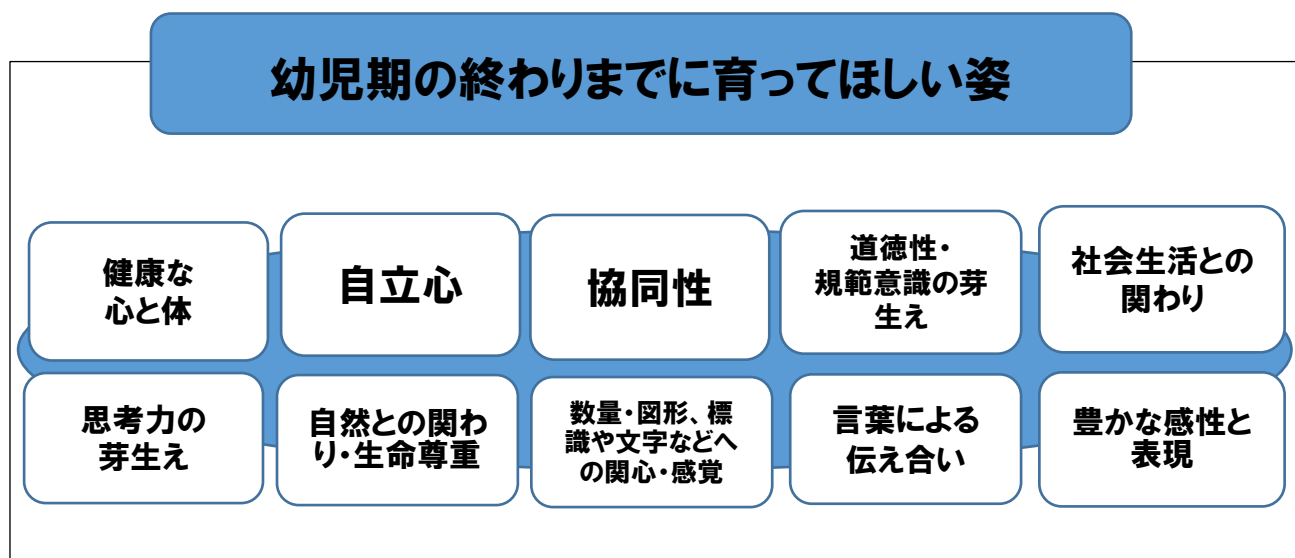 幼児期の終わりまでに育ってほしい姿
健康な
心と体
自立心
協同性
道徳性・
規範意識の芽
生え
社会生活との
関わり
思考力の
芽生え
自然との関わ
り・生命尊重
数量・図形、標
識や文字などへ
の関心・感覚
言葉による
伝え合い
豊かな感性と
表現